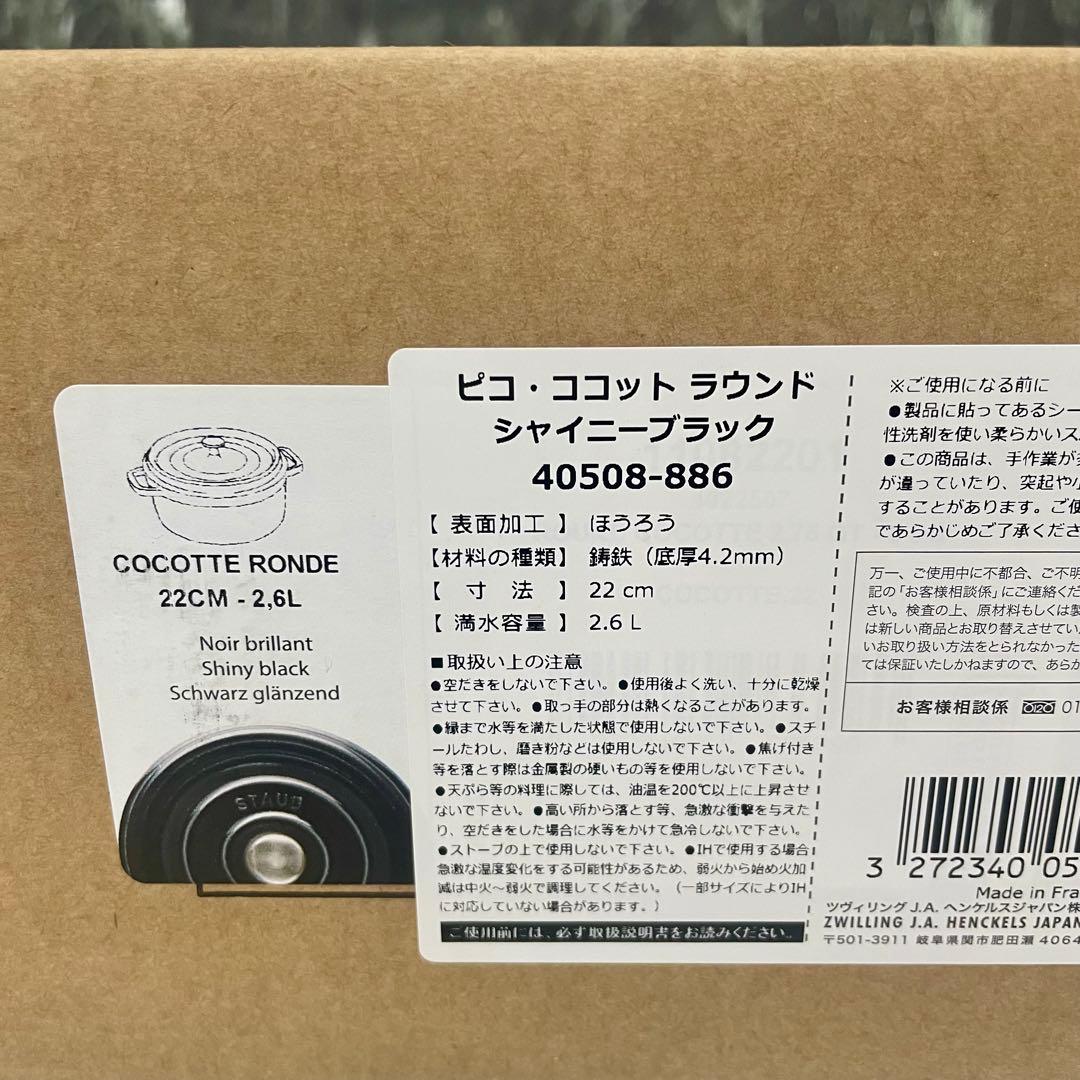 COCOTTE RONDE
22CM - 2,6L
Noir brillant
Shiny black
Schwarz glänzend
STAUB
ピコ・ココット ラウンド
シャイニーブラック
40508-886
【 表面加工 】 ほうろう
【材料の種類】 鋳鉄（底厚4.2mm）
【 寸 法 】 22 cm
【 満水容量 】 2.6 L
■取扱い上の注意
●空だきをしないで下さい。●使用後よく洗い、十分に乾燥
させて下さい。●取っ手の部分は熱くなることがあります。
●縁まで水等を満たした状態で使用しないで下さい。●スチ
ールたわし、磨き粉などは使用しないで下さい。●焦げ付き
等を落とす際は金属製の硬いもの等を使用しないで下さい。
●天ぷら等の料理に際しては、油温を200℃以上に上昇させ
ないで下さい。●高い所から落とす等、急激な衝撃を与えた
り、空だきをした場合に水等をかけて急冷しないで下さい。
●ストーブの上で使用しないで下さい。●IHで使用する場合
急激な温度変化をする可能性があるため、弱火から始め火加
減は中火～弱火で調理してください。（一部サイズによりIH
に対応していない場合があります。）
ご使用前には、必ず取扱説明書をお読みください。
※ご使用になる前に
●製品に貼ってあるシー
性洗剤を使い柔らかいス
●この商品は、手作業が
が違っていたり、突起や小
することがあります。ご使
であらかじめご了承くださ
万一、ご使用中に不都合、ご不明
記の「お客様相談係」にご連絡くだ
さい。検査の上、原材料もしくは製
は新しい商品とお取り替えさせてい
いお取り扱い方法をとられなかった
ては保証いたしかねますので、あらか
お客様相談係 01
3 272340 05
Made in Fra
ツヴィリング J.A. ヘンケルスジャパン株
ZWILLING J.A. HENCKELS JAPAN
〒501-3911 岐阜県関市肥田瀬 4064